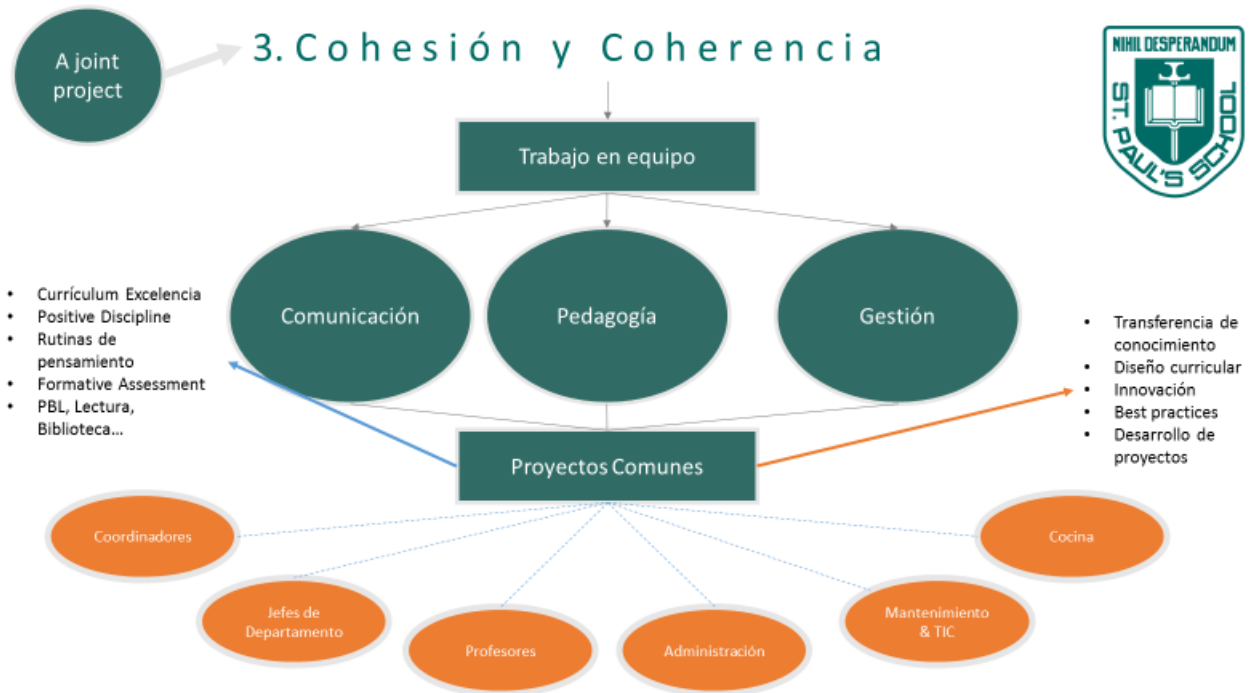 A joint
project
3. Cohesión y Coherencia
NIHIL DESPERANDUM
ST. PAUL'S SCHOOL
Trabajo en equipo
Comunicación
Pedagogía
Gestión
• Currículum Excelencia
• Positive Discipline
• Rutinas de
pensamiento
• Formative Assessment
• PBL, Lectura,
Biblioteca...
• Transferencia de
conocimiento
• Diseño curricular
• Innovación
• Best practices
• Desarrollo de
proyectos
Proyectos Comunes
Coordinadores
Cocina
Jefes de
Departamento
Mantenimiento
& TIC
Profesores
Administración